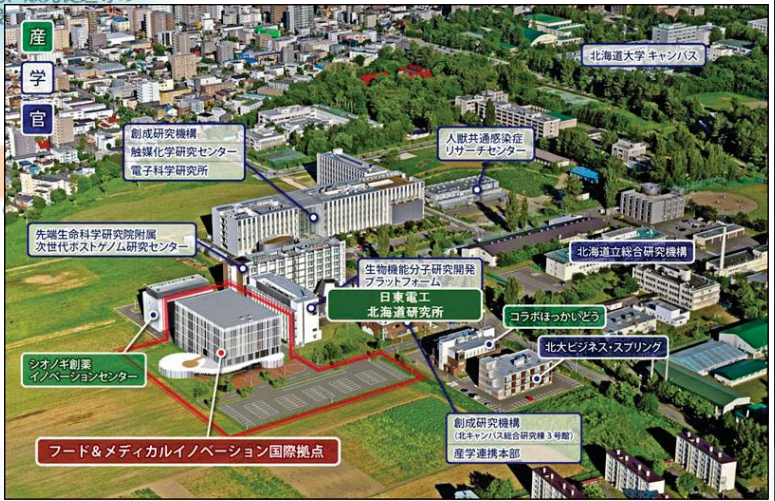 産
学
官
北海道大学 キャンパス
創成研究機構
触媒化学研究センター
電子科学研究所
人獣共通感染症
リサーチセンター
先端生命科学研究院附属
次世代ポストゲノム研究センター
北海道立総合研究機構
生物機能分子研究開発
プラットフォーム
日東電工
北海道研究所
コラボほっかいどう
北大ビジネス・スプリング
シオノギ創薬
イノベーションセンター
創成研究機構
(北キャンパス総合研究棟3号館)
産学連携本部
フード&メディカルイノベーション国際拠点